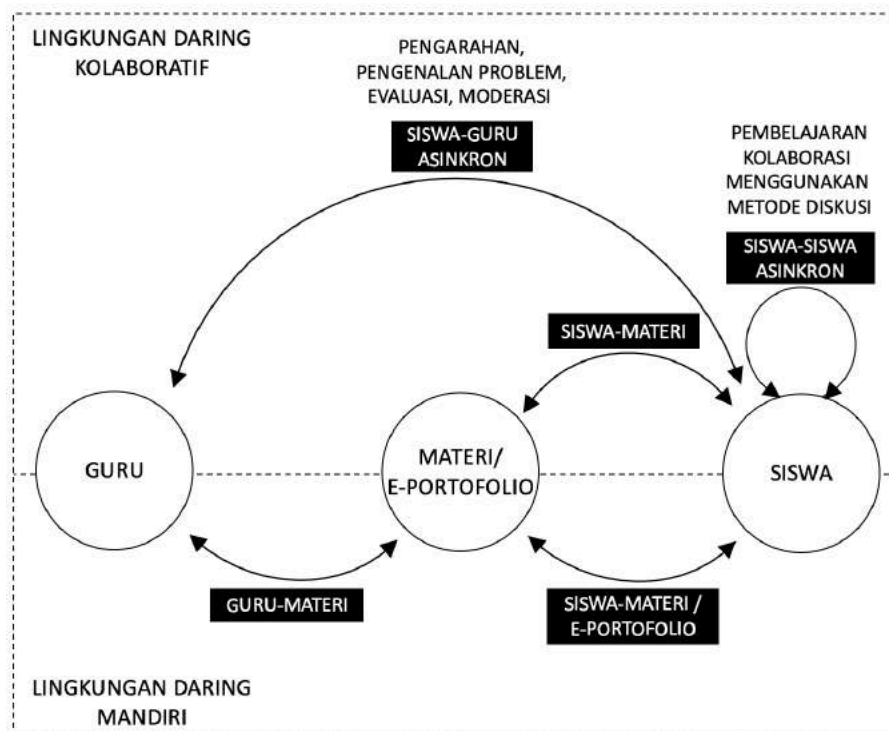 LINGKUNGAN DARING
KOLABORATIF
PENGARAHAN,
PENGENALAN PROBLEM,
EVALUASI, MODERASI
SISWA-GURU
ASINKRON
PEMBELAJARAN
KOLABORASI
MENGGUNAKAN
METODE DISKUSI
SISWA-SISWA
ASINKRON
SISWA-MATERI
GURU
MATERI/
E-PORTOFOLIO
SISWA
GURU-MATERI
SISWA-MATERI /
E-PORTOFOLIO
LINGKUNGAN DARING
MANDIRI